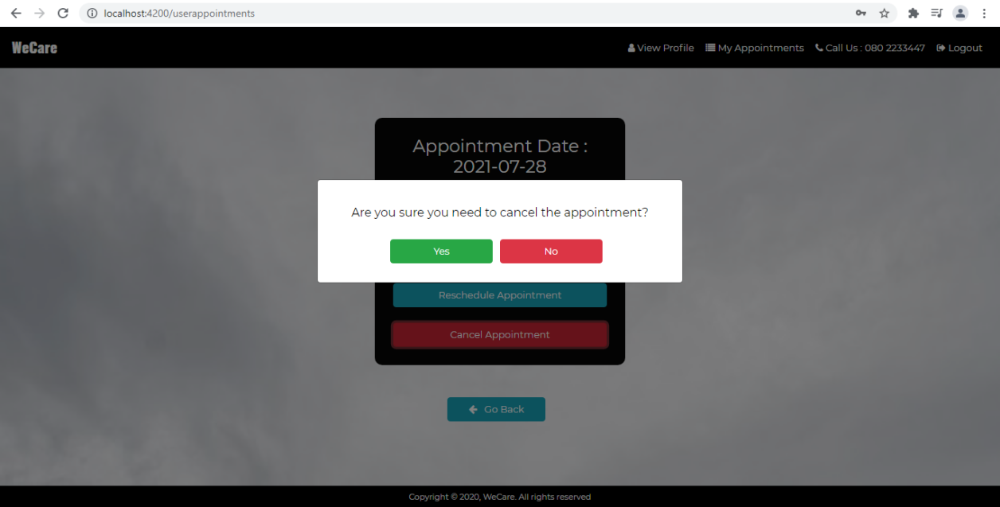 localhost:4200/userappointments
WeCare
View Profile My Appointments Call Us : 080 2233447 Logout
Appointment Date :
2021-07-28
Are you sure you need to cancel the appointment?
Yes No
Reschedule Appointment
Cancel Appointment
Go Back
Copyright © 2020, WeCare. All rights reserved